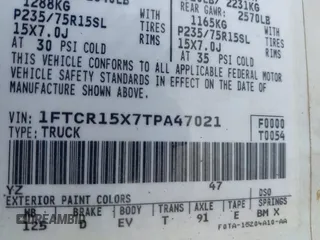 1288KG
2231KG
REAR GAWR: 2570LB
1165KG
P235/75R15SL TIRES P235/75R15SL TIRES
15X7.0J RIMS 15X7.0J RIMS
AT 30 PSI COLD AT 35 PSI COLD
THIS VEHICLE CONFORMS TO ALL APPLICABLE FEDERAL MOTOR
VEHICLE SAFETY STANDARDS IN EFFECT ON THE DATE OF
MANUFACTURE SHOWN ABOVE.
VIN: 1FTCR15X7TPA47021
TYPE: TRUCK
F0000
T0054
YZ 47
EXTERIOR PAINT COLORS DSO
WB BRAKE BODY TRANS AXLE TAPE SPRINGS
125 D EV T 91 E BM X